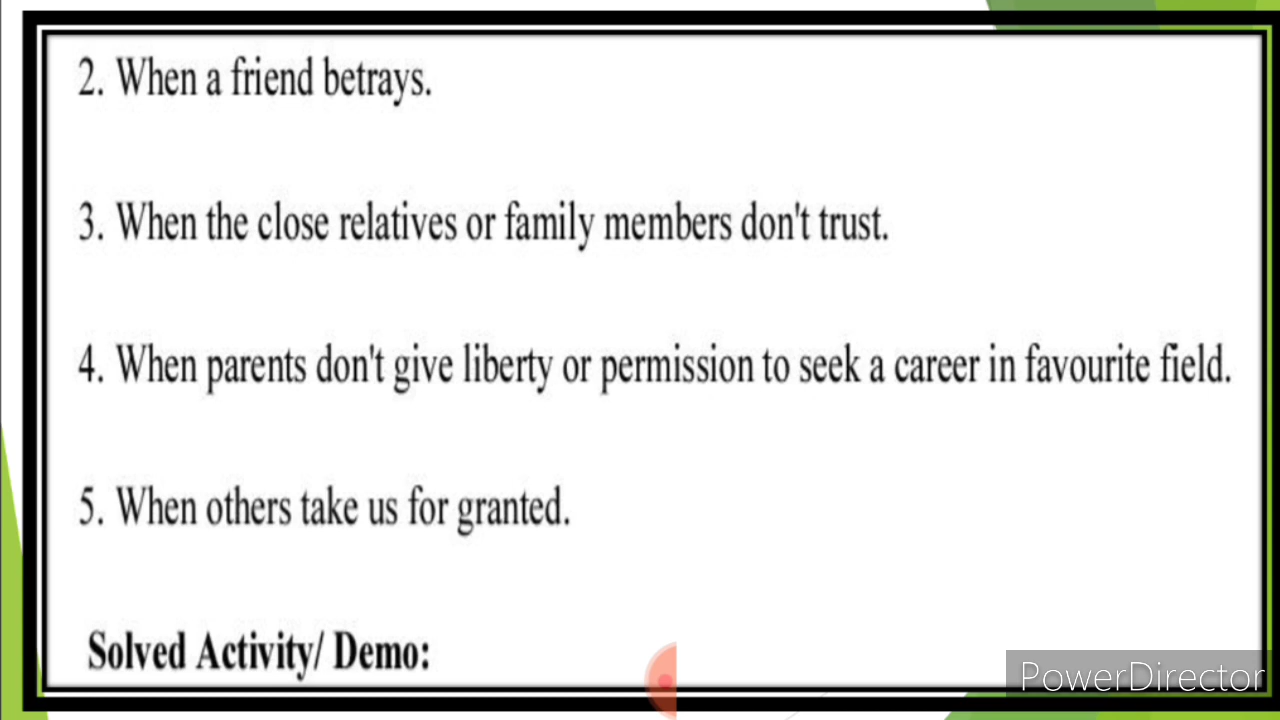 2. When a friend betrays.
3. When the close relatives or family members don't trust.
4. When parents don't give liberty or permission to seek a career in favourite field.
5. When others take us for granted.
Solved Activity/ Demo:
PowerDirector